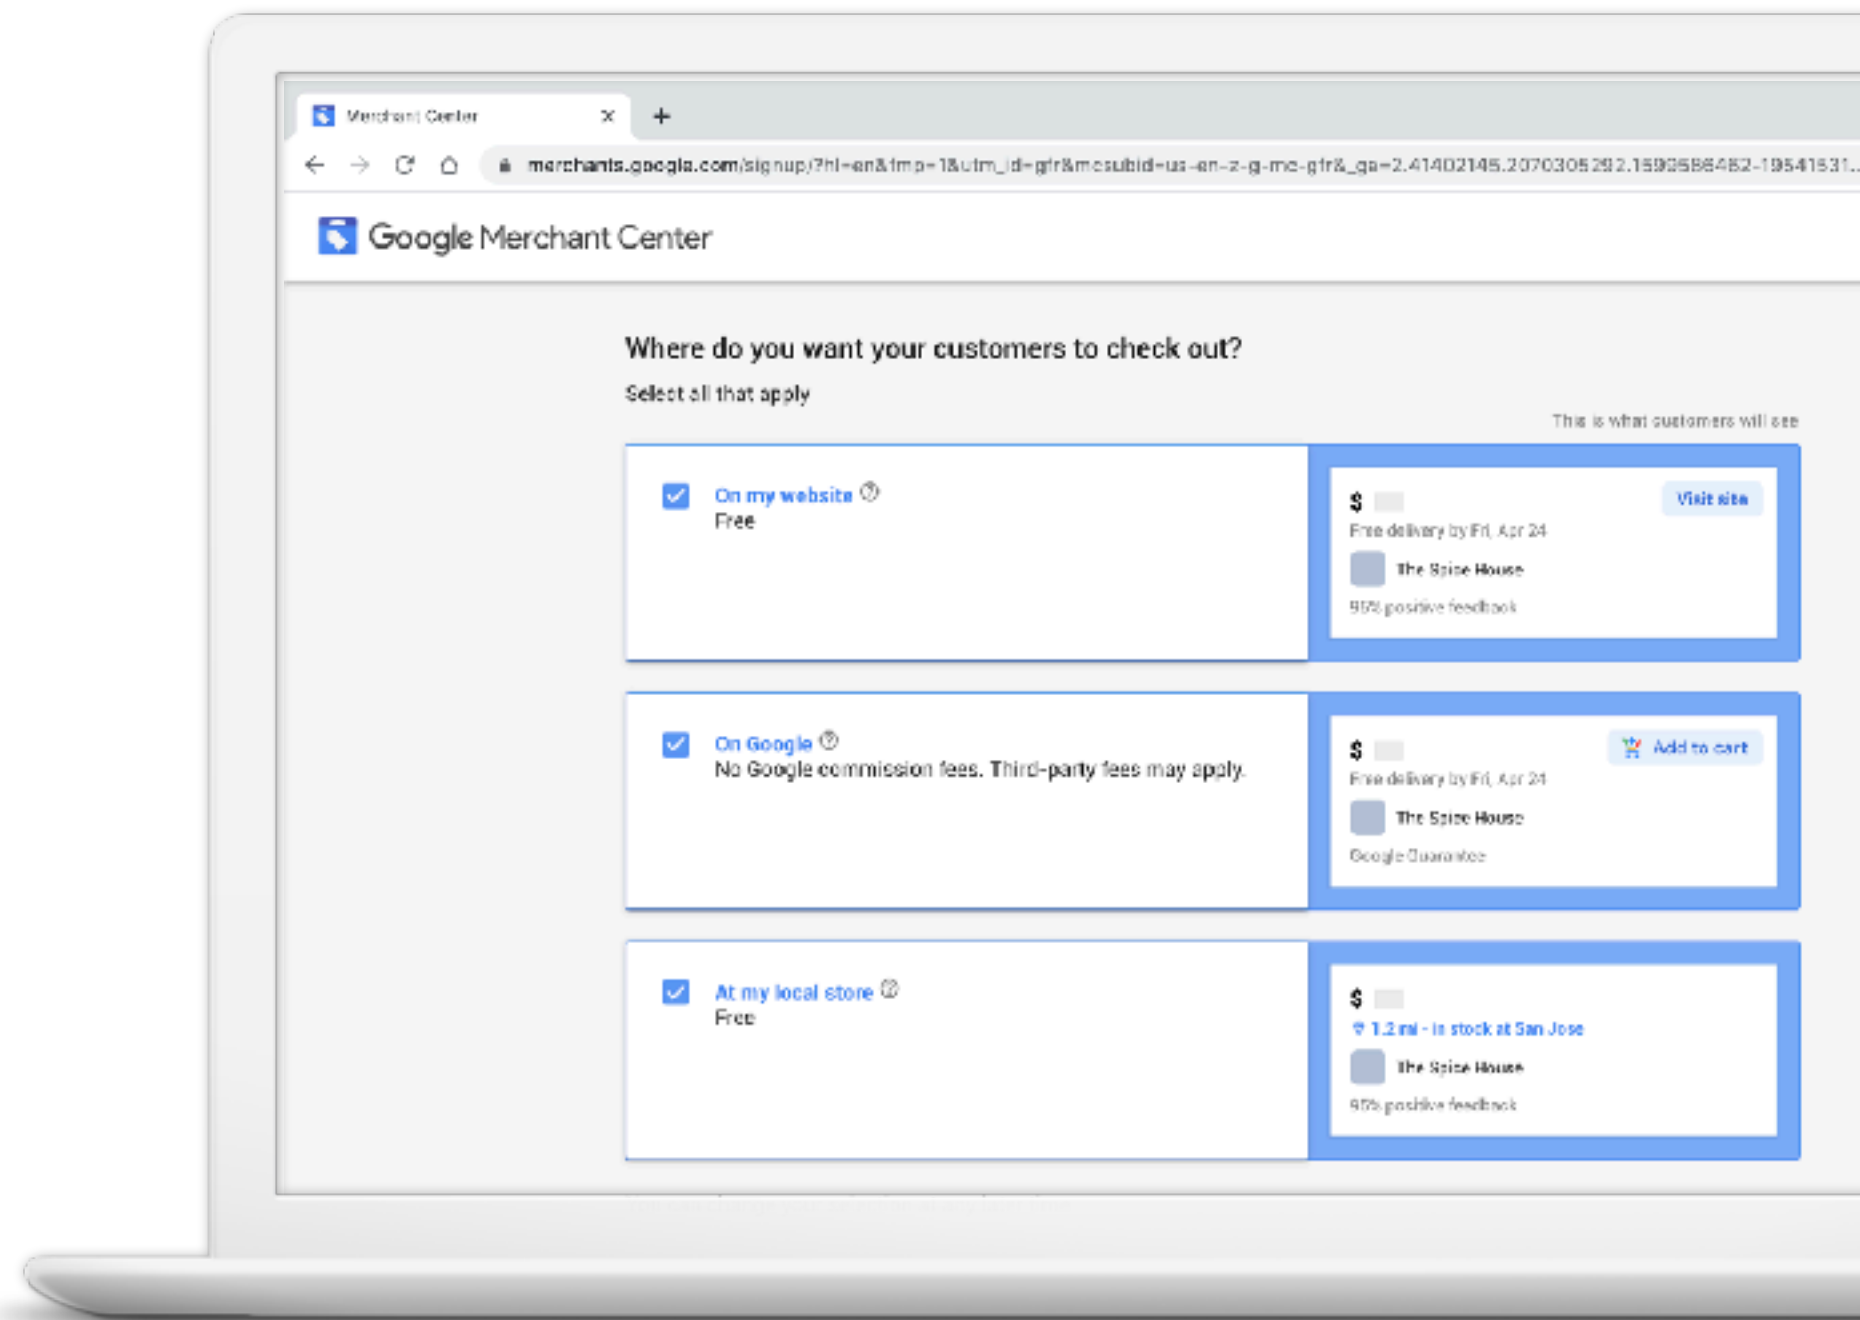 Merchant Center
merchants.google.com/signup/?hl=en&fmp=1&utm_id=gfr&mcsubid=us-en-z-g-mc-gfr&_ga=2.41402145.2070305292.1599586462-19541531...
Google Merchant Center
Where do you want your customers to check out?
Select all that apply
This is what customers will see
On my website
Free
$
Visit site
Free delivery by Fri, Apr 24
The Spice House
95% positive feedback
On Google
No Google commission fees. Third-party fees may apply.
$
Add to cart
Free delivery by Fri, Apr 24
The Spice House
Google Guarantee
At my local store
Free
$
1.2 mi - in stock at San Jose
The Spice House
95% positive feedback